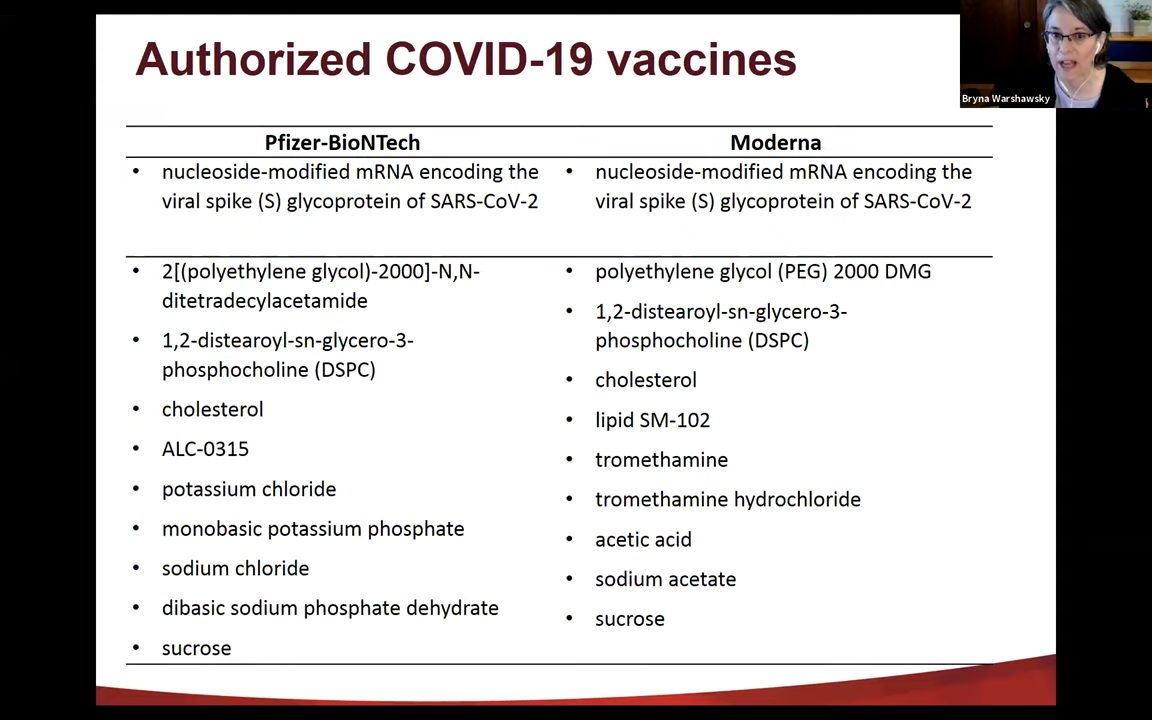 Authorized COVID-19 vaccines
Bryna Warshawsky
Pfizer-BioNTech
• nucleoside-modified mRNA encoding the
viral spike (S) glycoprotein of SARS-CoV-2
• 2[(polyethylene glycol)-2000]-N,N-
ditetradecylacetamide
• 1,2-distearoyl-sn-glycero-3-
phosphocholine (DSPC)
• cholesterol
• ALC-0315
• potassium chloride
• monobasic potassium phosphate
• sodium chloride
• dibasic sodium phosphate dehydrate
• sucrose
Moderna
• nucleoside-modified mRNA encoding the
viral spike (S) glycoprotein of SARS-CoV-2
• polyethylene glycol (PEG) 2000 DMG
• 1,2-distearoyl-sn-glycero-3-
phosphocholine (DSPC)
• cholesterol
• lipid SM-102
• tromethamine
• tromethamine hydrochloride
• acetic acid
• sodium acetate
• sucrose